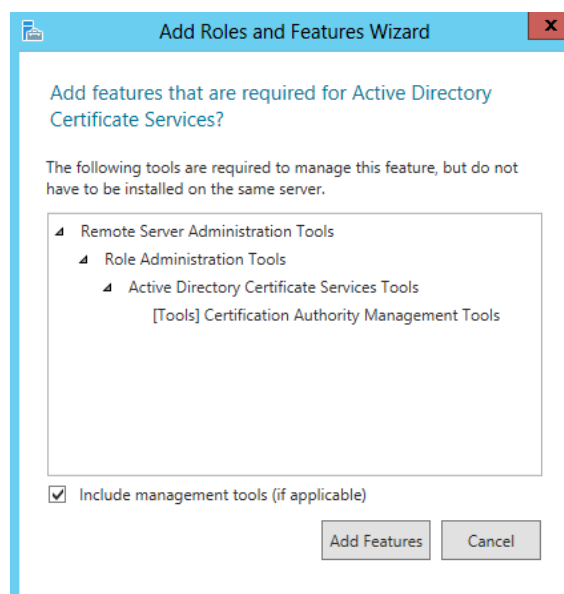 Add Roles and Features Wizard
x
Add features that are required for Active Directory
Certificate Services?
The following tools are required to manage this feature, but do not
have to be installed on the same server.
Remote Server Administration Tools
Role Administration Tools
Active Directory Certificate Services Tools
[Tools] Certification Authority Management Tools
Include management tools (if applicable)
Add Features
Cancel